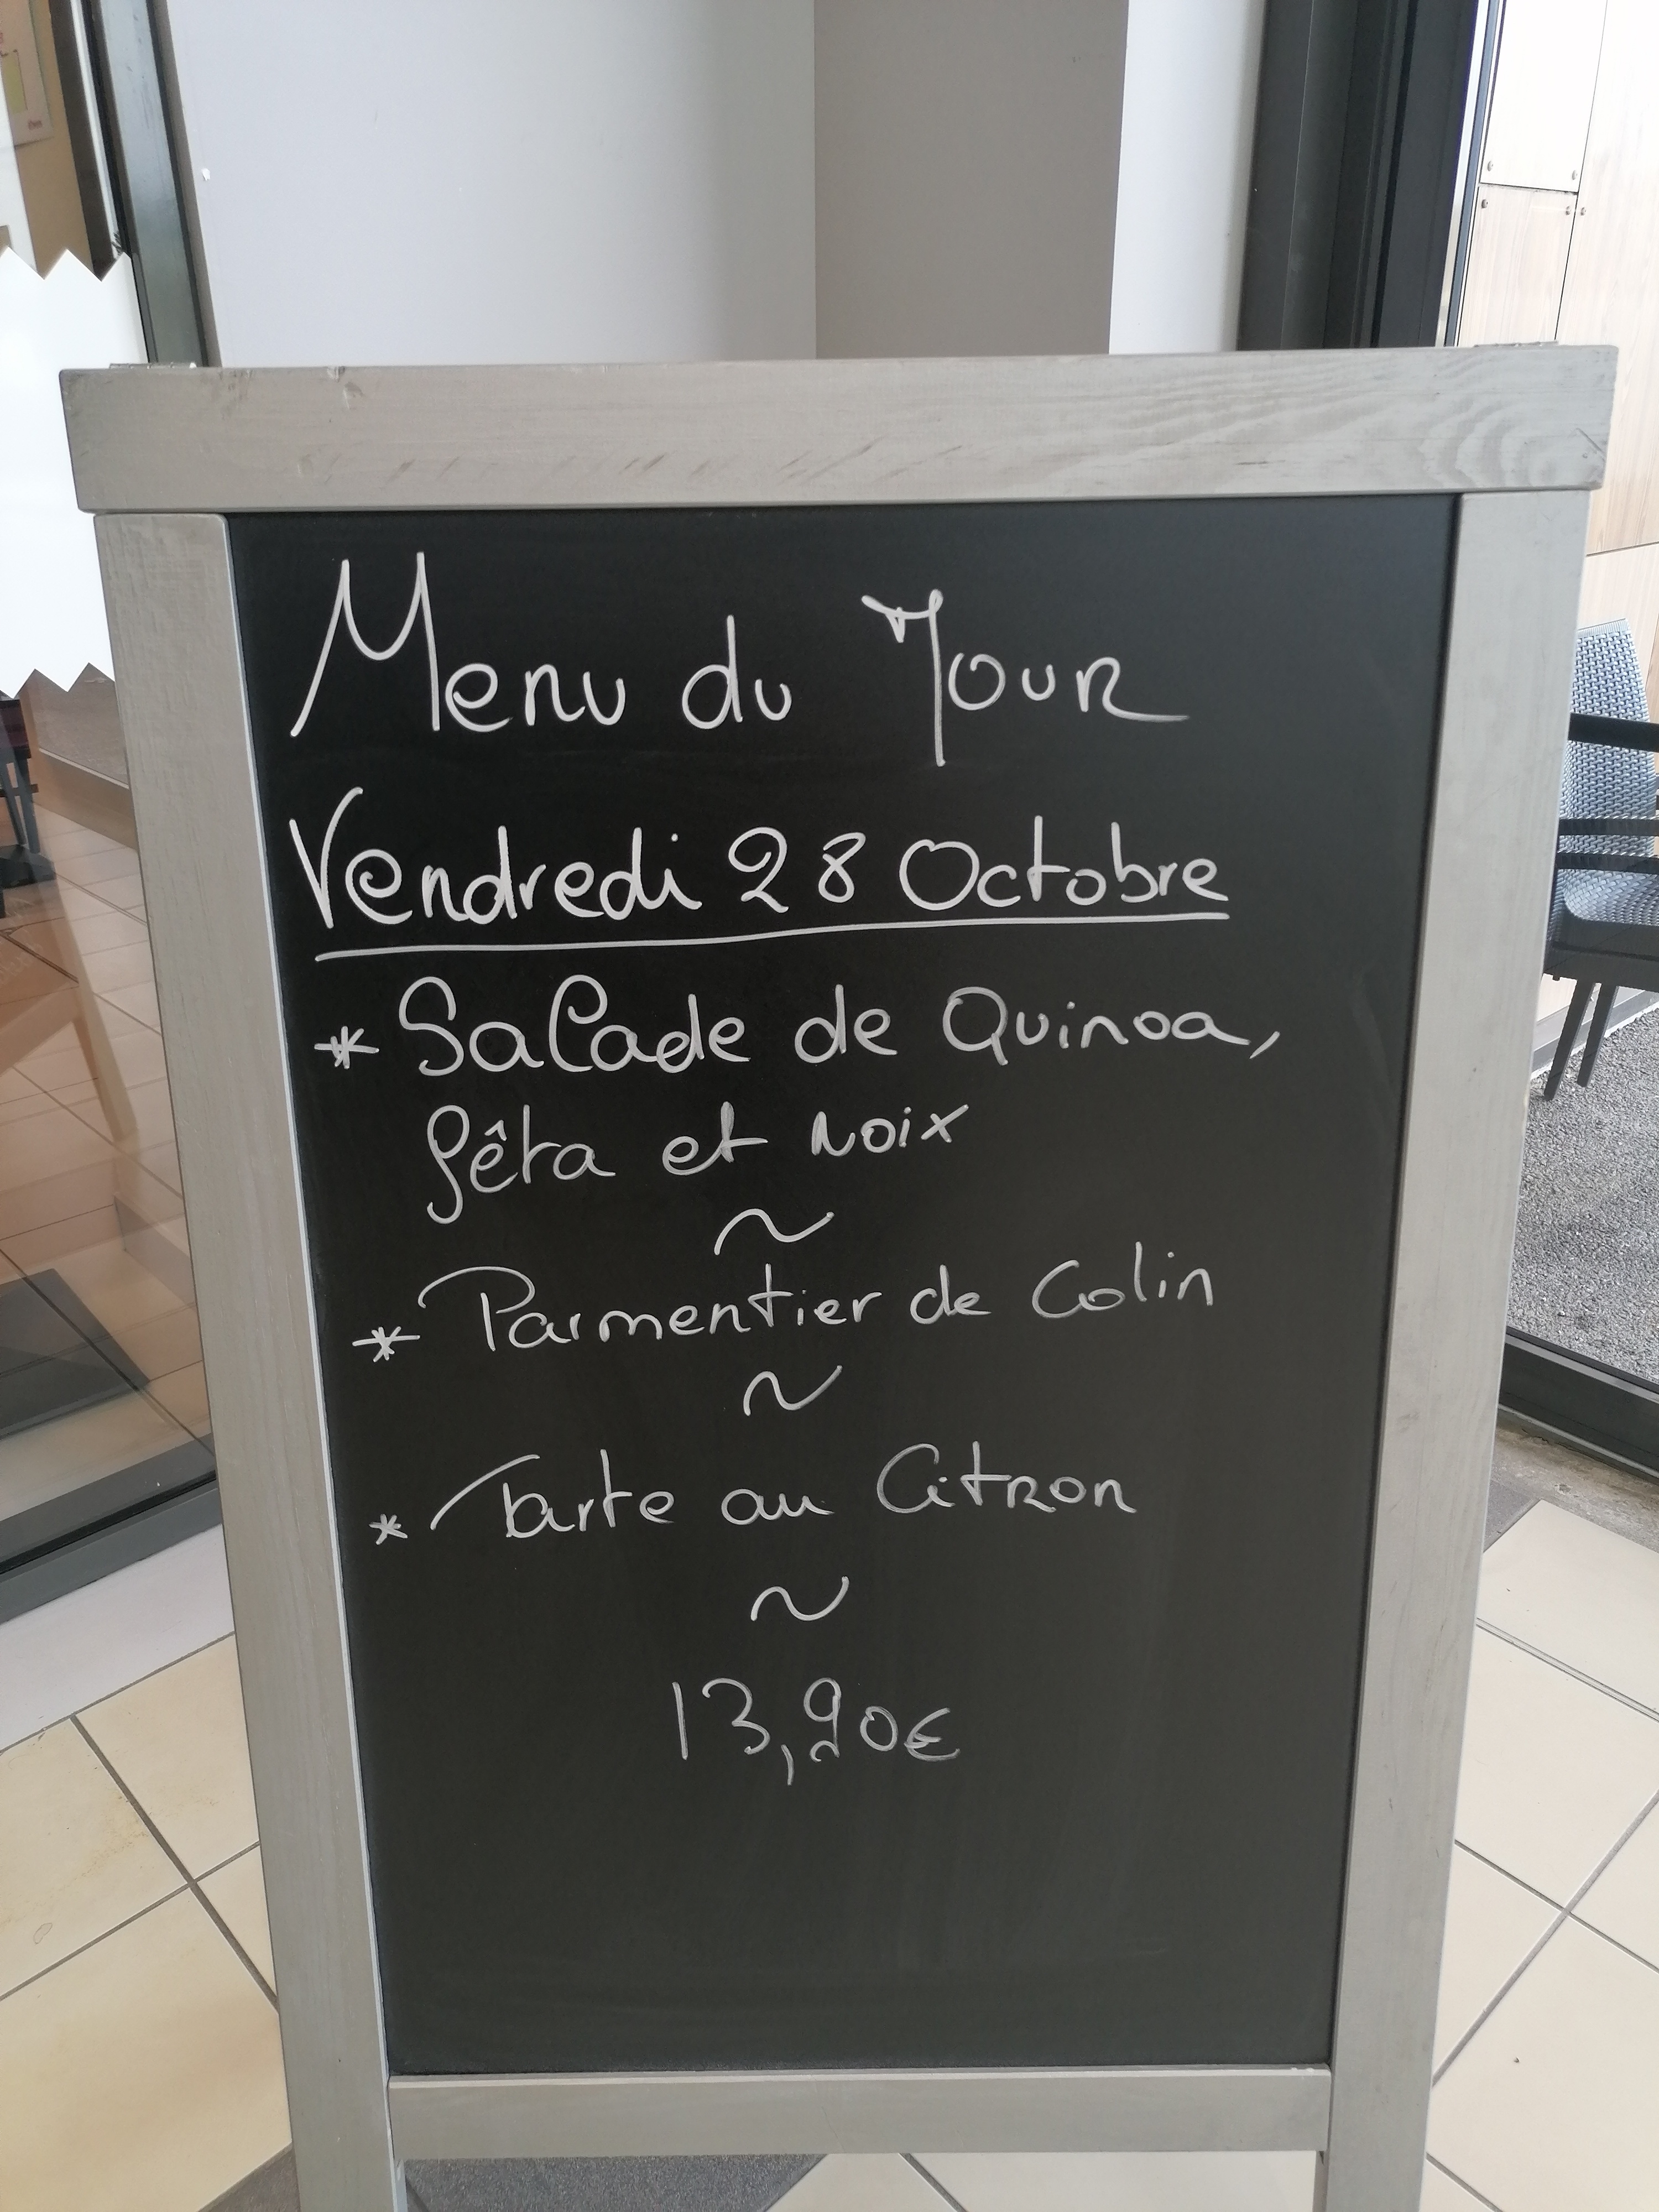 Menu du Jour
Vendredi 28 Octobre
* Salade de Quinoa,
fêta et Noix
~
* Parmentier de Colin
~
* Tarte au Citron
~
13,90€